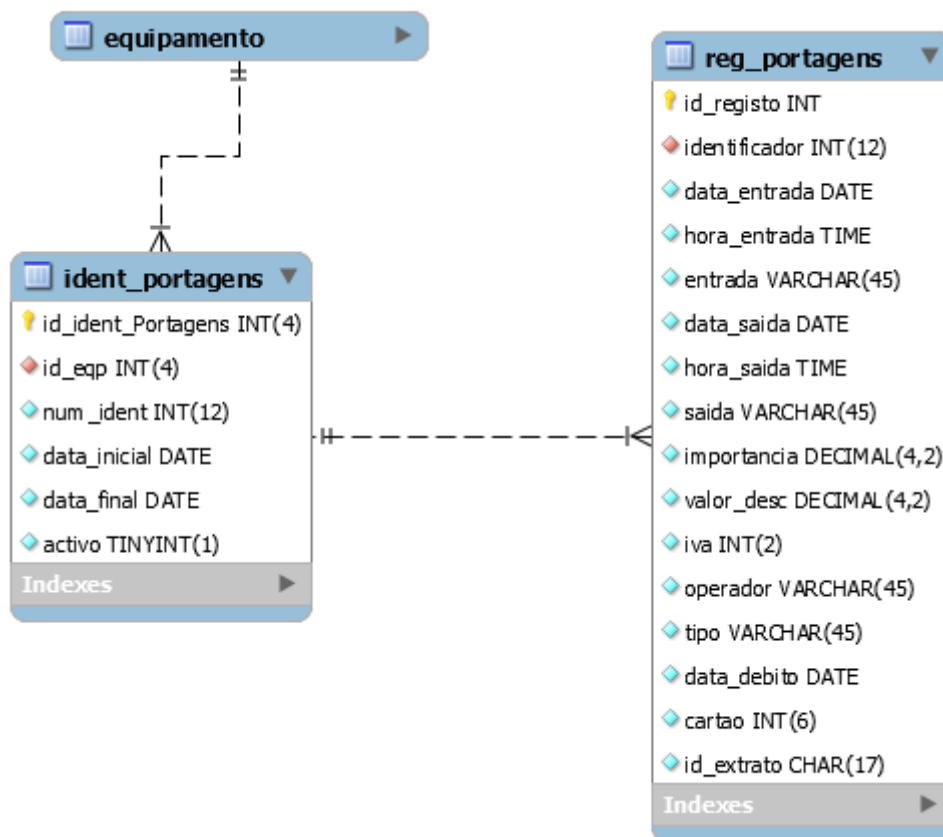 equipamento
ident_portagens
id_ident_Portagens INT(4)
id_eqp INT(4)
num_ident INT(12)
data_inicial DATE
data_final DATE
activo TINYINT(1)
Indexes
reg_portagens
id_registo INT
identificador INT(12)
data_entrada DATE
hora_entrada TIME
entrada VARCHAR(45)
data_saida DATE
hora_saida TIME
saida VARCHAR(45)
importancia DECIMAL(4,2)
valor_desc DECIMAL(4,2)
iva INT(2)
operador VARCHAR(45)
tipo VARCHAR(45)
data_debito DATE
cartao INT(6)
id_extrato CHAR(17)
Indexes